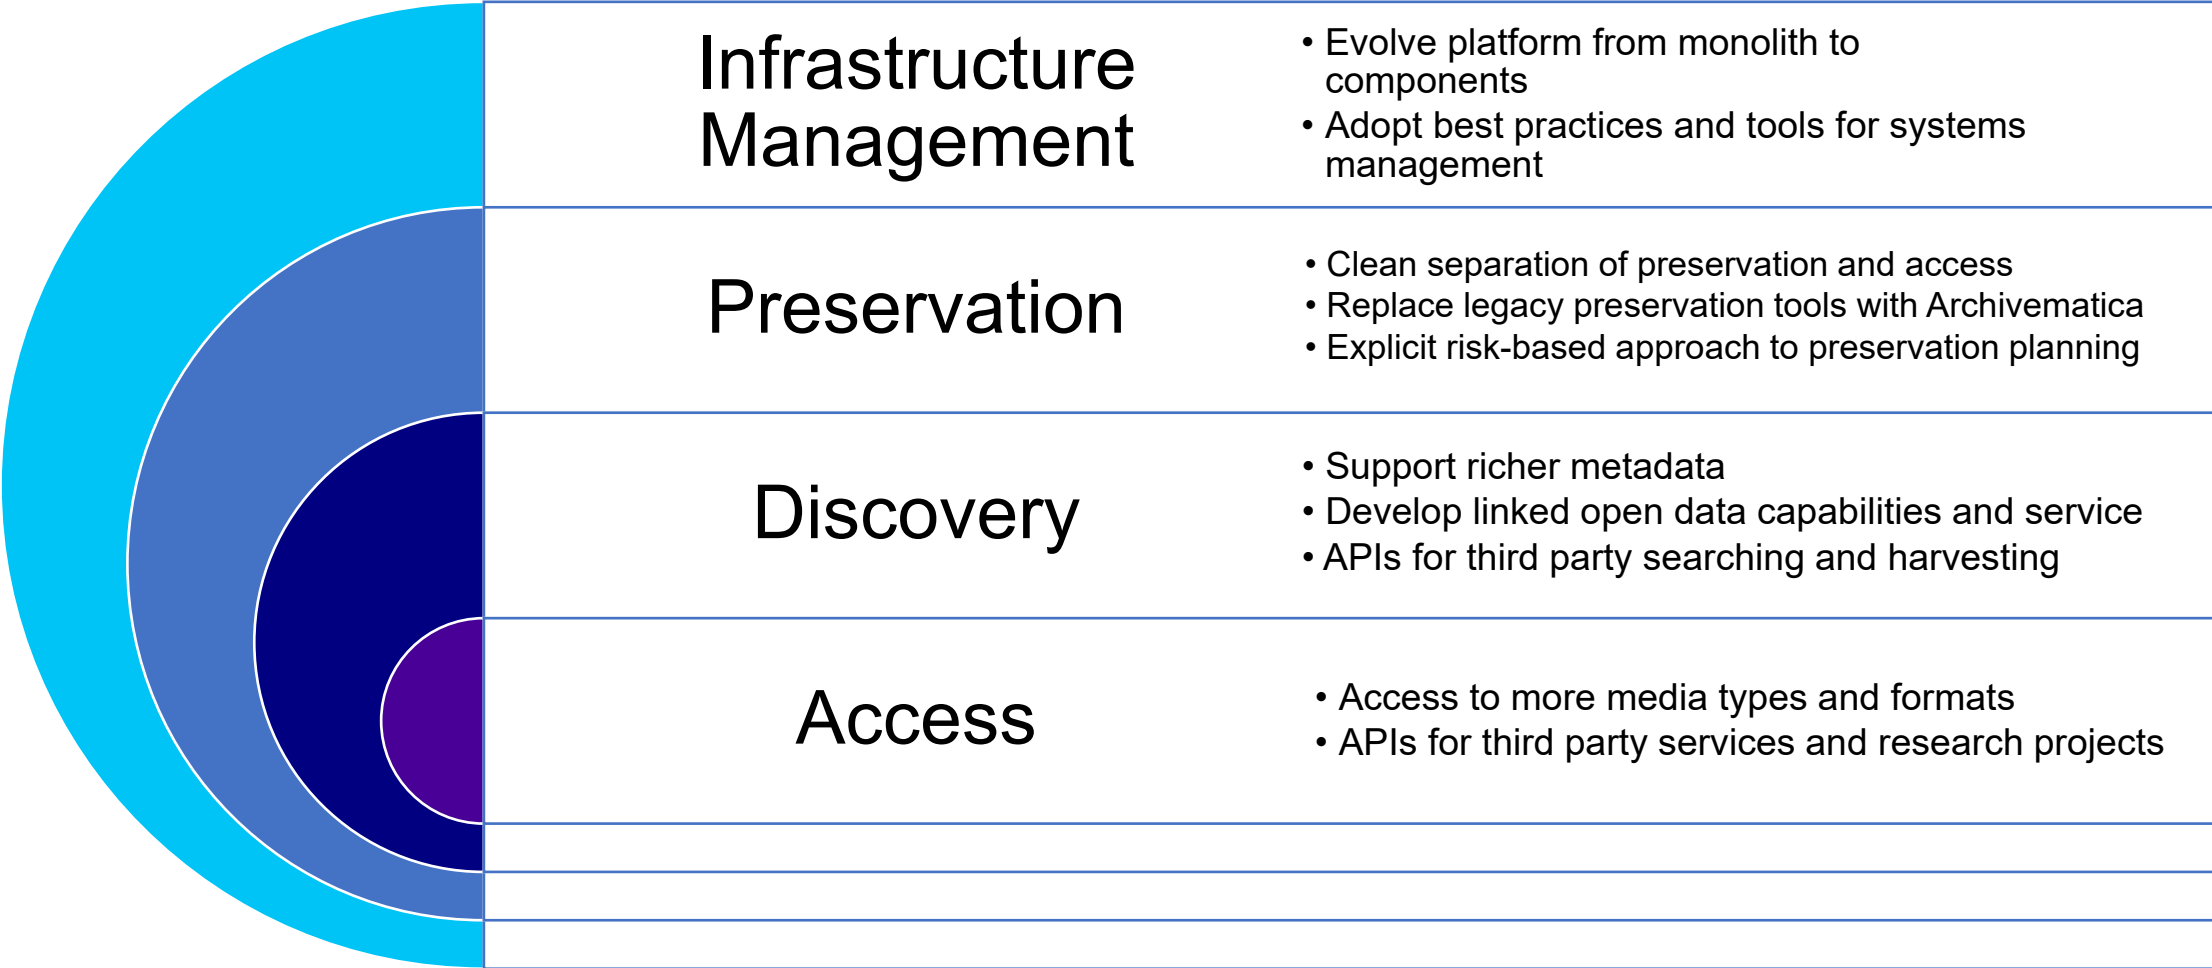 Infrastructure
Management
• Evolve platform from monolith to
components
• Adopt best practices and tools for systems
management
Preservation
• Clean separation of preservation and access
• Replace legacy preservation tools with Archivematica
• Explicit risk-based approach to preservation planning
Discovery
• Support richer metadata
• Develop linked open data capabilities and service
• APIs for third party searching and harvesting
Access
• Access to more media types and formats
• APIs for third party services and research projects